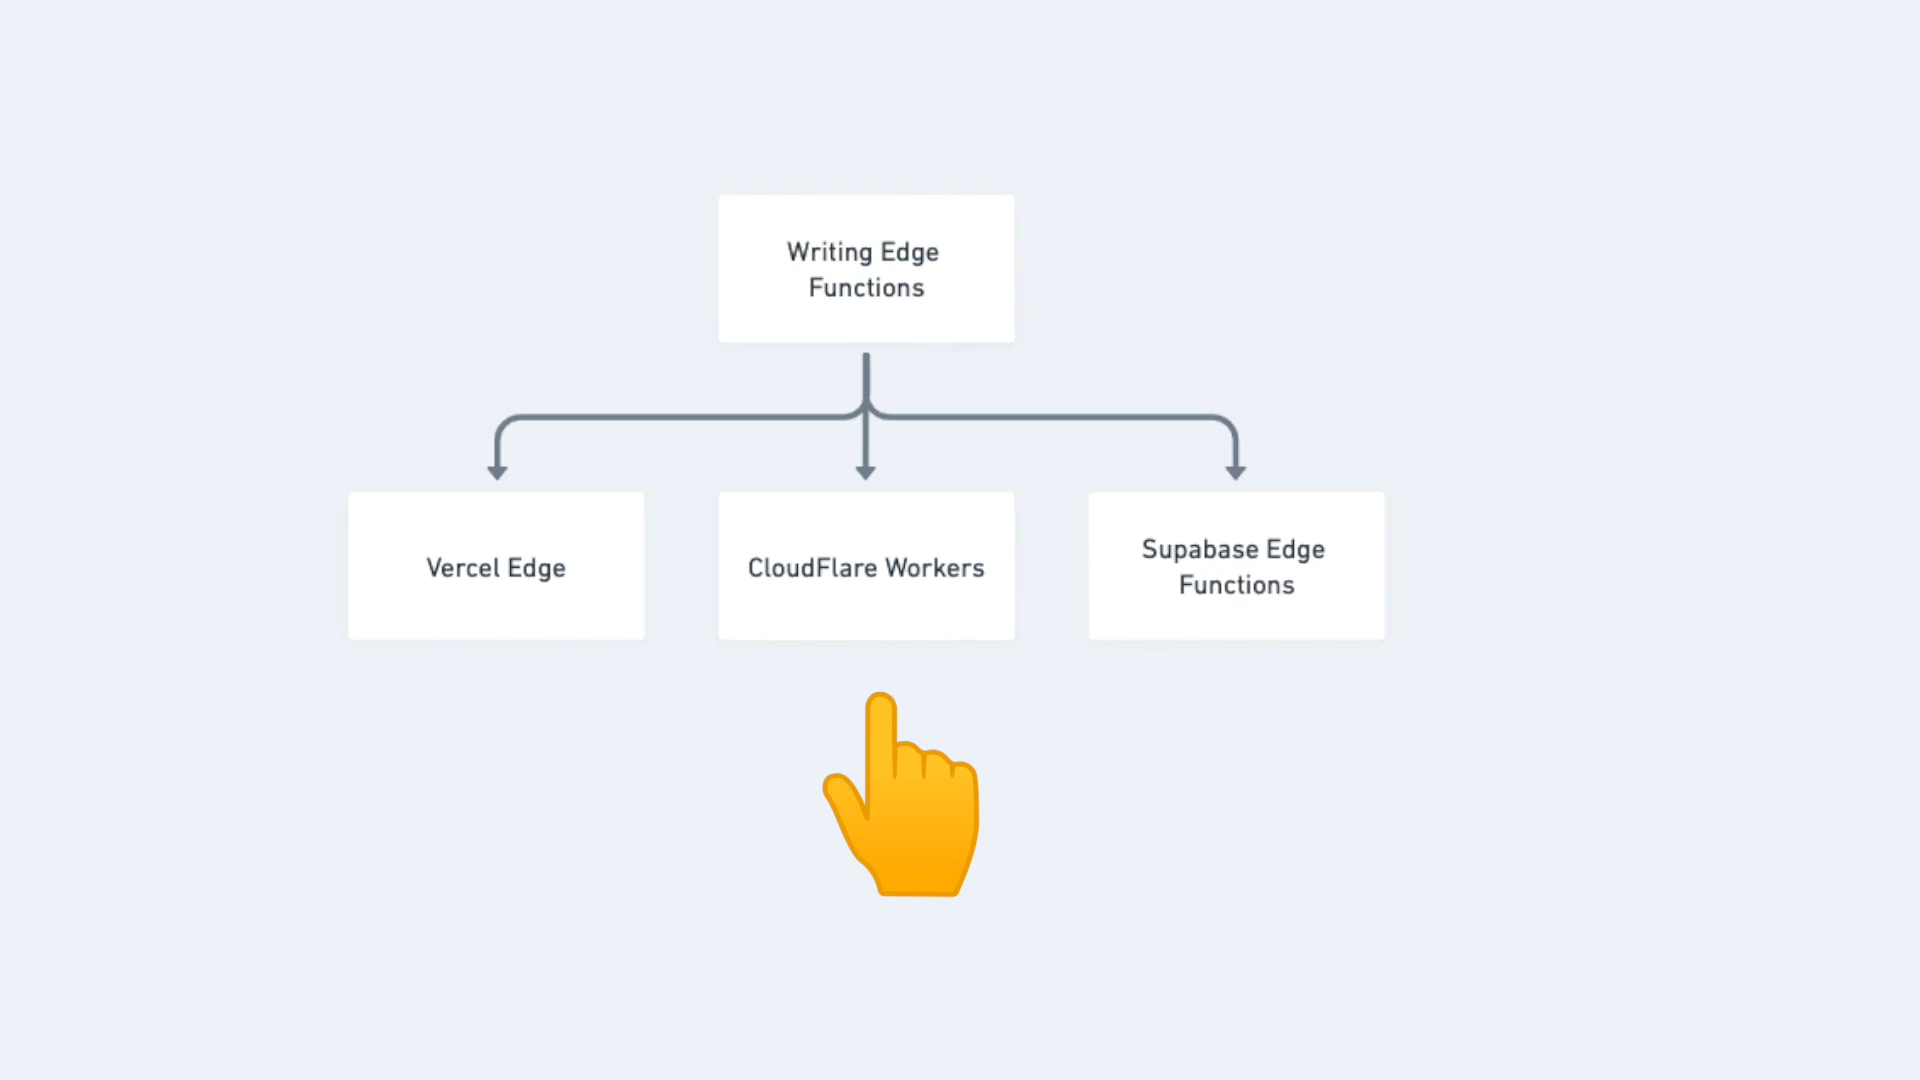 Writing Edge
Functions
Vercel Edge
CloudFlare Workers
Supabase Edge
Functions